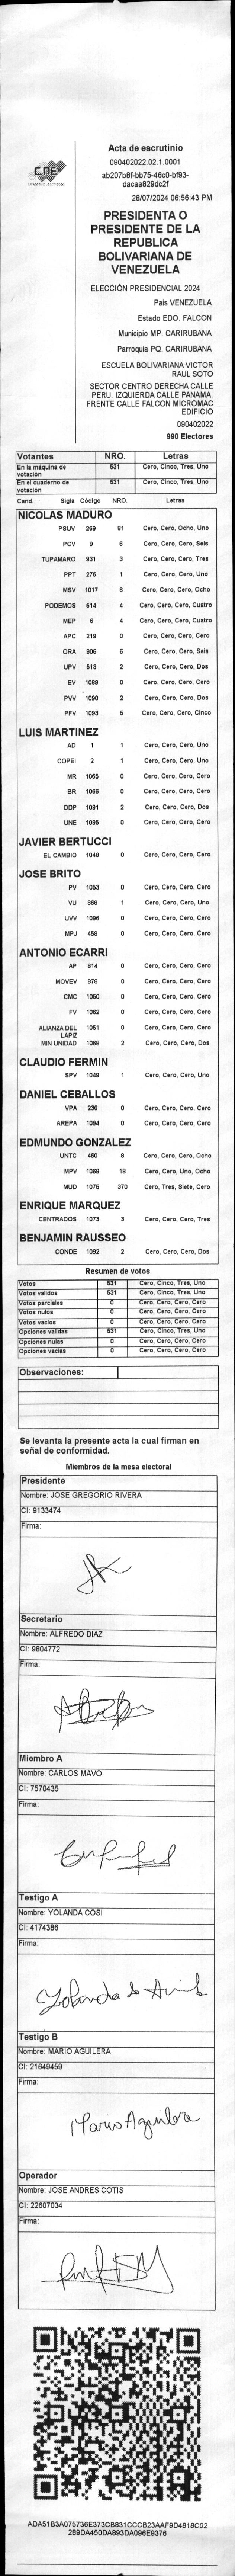 CNE
Acta de escrutinio
090402022.02.1.0001
ab207b8f-bb75-46c0-bf93-
dacaa829dc2f
28/07/2024 06:56:43 PM
PRESIDENTA O
PRESIDENTE DE LA
REPUBLICA
BOLIVARIANA DE
VENEZUELA
ELECCIÓN PRESIDENCIAL 2024
Pais VENEZUELA
Estado EDO. FALCON
Municipio MP. CARIRUBANA
Parroquia PQ. CARIRUBANA
ESCUELA BOLIVARIANA VICTOR
RAUL SOTO
SECTOR CENTRO DERECHA CALLE
PERU. IZQUIERDA CALLE PANAMA.
FRENTE CALLE FALCON MICROMAC
EDIFICIO
090402022
990 Electores
Votantes NRO. Letras
En la máquina de votación 531 Cero, Cinco, Tres, Uno
En el cuaderno de votación 531 Cero, Cinco, Tres, Uno
Cand. Sigla Código NRO. Letras
NICOLAS MADURO
PSUV 269 81 Cero, Cero, Ocho, Uno
PCV 9 6 Cero, Cero, Cero, Seis
TUPAMARO 931 3 Cero, Cero, Cero, Tres
PPT 276 1 Cero, Cero, Cero, Uno
MSV 1017 8 Cero, Cero, Cero, Ocho
PODEMOS 514 4 Cero, Cero, Cero, Cuatro
MEP 6 4 Cero, Cero, Cero, Cuatro
APC 219 0 Cero, Cero, Cero, Cero
ORA 906 6 Cero, Cero, Cero, Seis
UPV 513 2 Cero, Cero, Cero, Dos
EV 1089 0 Cero, Cero, Cero, Cero
PVV 1090 2 Cero, Cero, Cero, Dos
PFV 1093 5 Cero, Cero, Cero, Cinco
LUIS MARTINEZ
AD 1 1 Cero, Cero, Cero, Uno
COPEI 2 1 Cero, Cero, Cero, Uno
MR 1065 0 Cero, Cero, Cero, Cero
BR 1066 0 Cero, Cero, Cero, Cero
DDP 1091 2 Cero, Cero, Cero, Dos
UNE 1095 0 Cero, Cero, Cero, Cero
JAVIER BERTUCCI
EL CAMBIO 1048 0 Cero, Cero, Cero, Cero
JOSE BRITO
PV 1053 0 Cero, Cero, Cero, Cero
VU 868 1 Cero, Cero, Cero, Uno
UVV 1096 0 Cero, Cero, Cero, Cero
MPJ 458 0 Cero, Cero, Cero, Cero
ANTONIO ECARRI
AP 814 0 Cero, Cero, Cero, Cero
MOVEV 878 0 Cero, Cero, Cero, Cero
CMC 1050 0 Cero, Cero, Cero, Cero
FV 1062 0 Cero, Cero, Cero, Cero
ALIANZA DEL LAPIZ 1051 0 Cero, Cero, Cero, Cero
MIN UNIDAD 1068 2 Cero, Cero, Cero, Dos
CLAUDIO FERMIN
SPV 1049 1 Cero, Cero, Cero, Uno
DANIEL CEBALLOS
VPA 236 0 Cero, Cero, Cero, Cero
AREPA 1094 0 Cero, Cero, Cero, Cero
EDMUNDO GONZALEZ
UNTC 460 8 Cero, Cero, Cero, Ocho
MPV 1069 18 Cero, Cero, Uno, Ocho
MUD 1075 370 Cero, Tres, Siete, Cero
ENRIQUE MARQUEZ
CENTRADOS 1073 3 Cero, Cero, Cero, Tres
BENJAMIN RAUSSEO
CONDE 1092 2 Cero, Cero, Cero, Dos
Resumen de votos
Votos 531 Cero, Cinco, Tres, Uno
Votos validos 531 Cero, Cinco, Tres, Uno
Votos parciales 0 Cero, Cero, Cero, Cero
Votos nulos 0 Cero, Cero, Cero, Cero
Votos vacios 0 Cero, Cero, Cero, Cero
Opciones validas 531 Cero, Cinco, Tres, Uno
Opciones nulas 0 Cero, Cero, Cero, Cero
Opciones vacias 0 Cero, Cero, Cero, Cero
Observaciones:
Se levanta la presente acta la cual firman en
señal de conformidad.
Miembros de la mesa electoral
Presidente
Nombre: JOSE GREGORIO RIVERA
CI: 9133474
Firma:
Secretario
Nombre: ALFREDO DIAZ
CI: 9804772
Firma:
Miembro A
Nombre: CARLOS MAVO
CI: 7570435
Firma:
Testigo A
Nombre: YOLANDA COSI
CI: 4174386
Firma:
Yolanda
Testigo B
Nombre: MARIO AGUILERA
CI: 21649459
Firma:
Mario Aguilera
Operador
Nombre: JOSE ANDRES COTIS
CI: 22607034
Firma:
ADA51B3A075736E373CB831CCCB23AAF9D4818C02
289DA450DA893DA096E9376